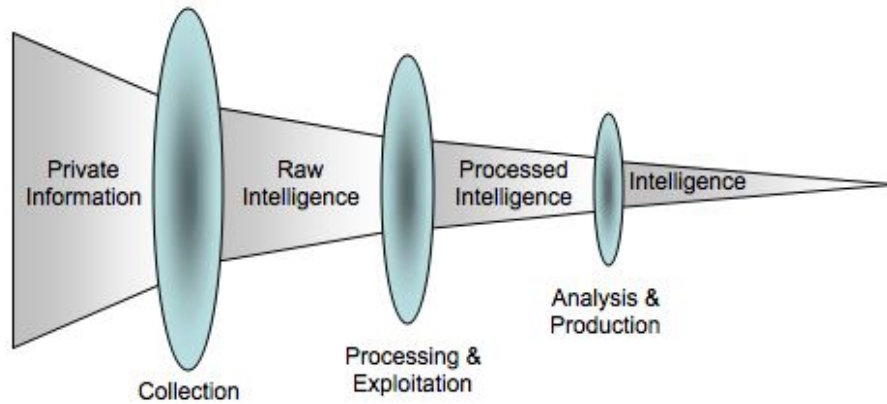 Private
Information
Raw
Intelligence
Processed
Intelligence
Intelligence
Collection
Processing &
Exploitation
Analysis &
Production